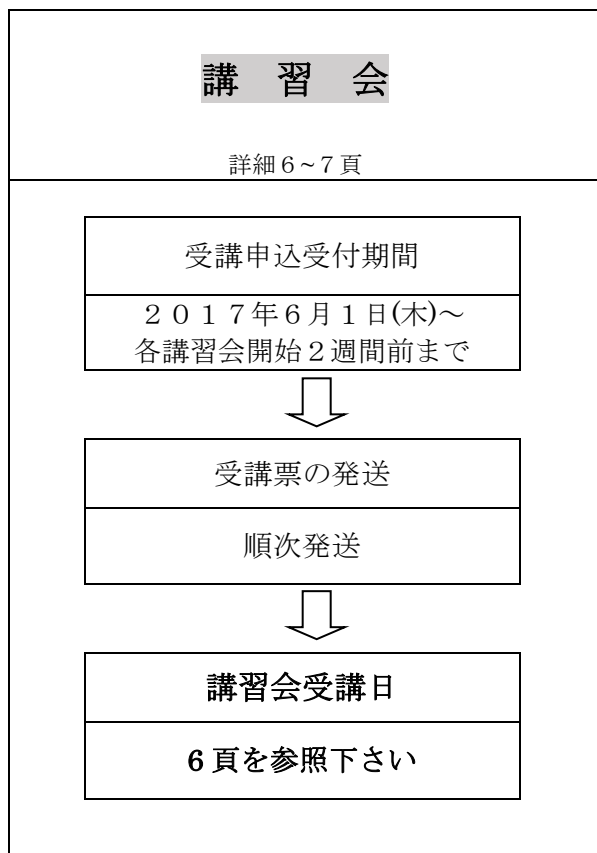 講　習　会
詳細６~７頁
受講申込受付期間
２０１７年６月１日(木)～
各講習会開始２週間前まで
受講票の発送
順次発送
講習会受講日
６頁を参照下さい